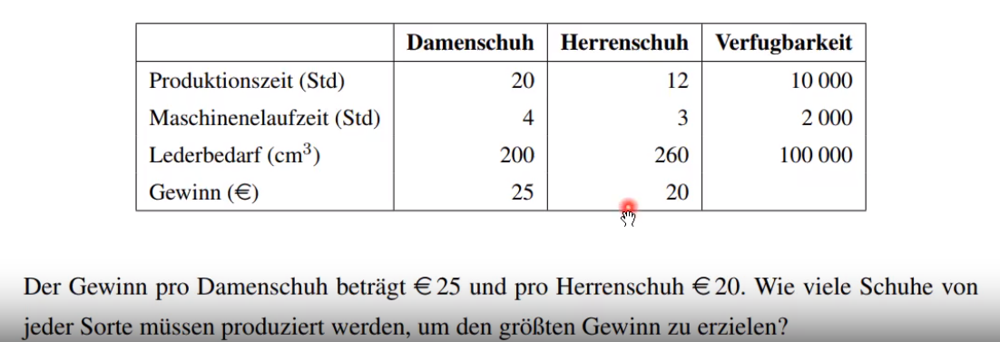 Damenschuh Herrenschuh Verfugbarkeit
Produktionszeit (Std) 20 12 10 000
Maschinenelaufzeit (Std) 4 3 2 000
Lederbedarf (cm³) 200 260 100 000
Gewinn (€) 25 20
Der Gewinn pro Damenschuh beträgt € 25 und pro Herrenschuh € 20. Wie viele Schuhe von
jeder Sorte müssen produziert werden, um den größten Gewinn zu erzielen?